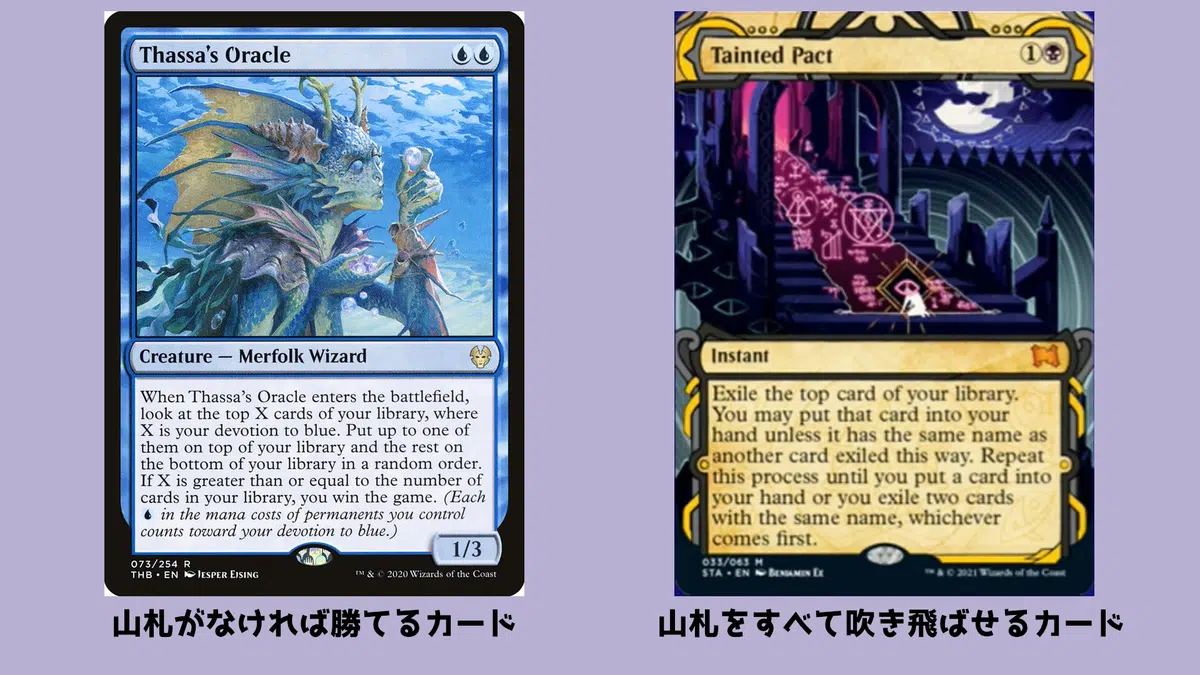 Thassa's Oracle
Creature — Merfolk Wizard
When Thassa's Oracle enters the battlefield,
look at the top X cards of your library, where
X is your devotion to blue. Put up to one of
them on top of your library and the rest on
the bottom of your library in a random order.
If X is greater than or equal to the number of
cards in your library, you win the game. (Each
in the mana costs of permanents you control
counts toward your devotion to blue.)
1/3
073/254 R
THB • EN Jesper Ejsing
™ & © 2020 Wizards of the Coast
山札がなければ勝てるカード
Tainted Pact
1
Instant
Exile the top card of your library.
You may put that card into your
hand unless it has the same name as
another card exiled this way. Repeat
this process until you put a card into
your hand or you exile two cards
with the same name, whichever
comes first.
033/063 M
STA • EN Benjamin Ee
™ & © 2021 Wizards of the Coast
山札をすべて吹き飛ばせるカード